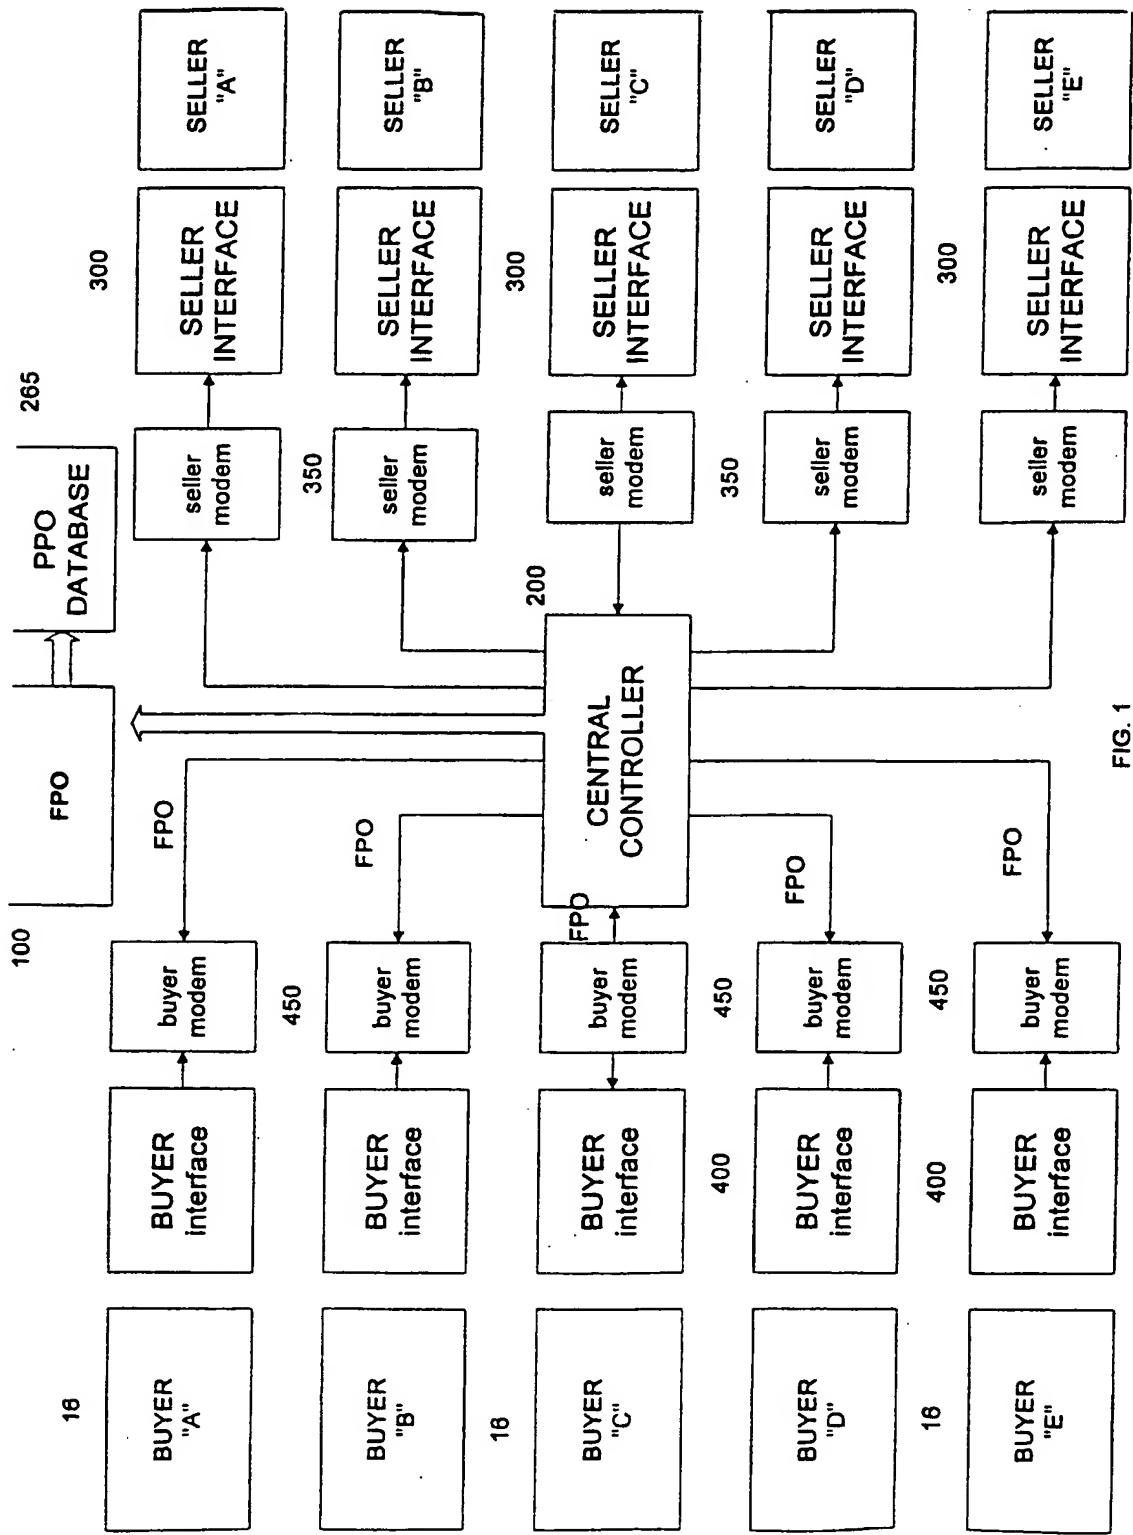 100
FPO
PPO
DATABASE
265
16
300
BUYER
"A"
BUYER
interface
buyer
modem
FPO
seller
modem
SELLER
INTERFACE
SELLER
"A"
450
350
BUYER
"B"
BUYER
interface
buyer
modem
FPO
seller
modem
SELLER
INTERFACE
SELLER
"B"
16
200
300
BUYER
"C"
BUYER
interface
buyer
modem
FPO
CENTRAL
CONTROLLER
seller
modem
SELLER
INTERFACE
SELLER
"C"
400
450
350
BUYER
"D"
BUYER
interface
buyer
modem
FPO
seller
modem
SELLER
INTERFACE
SELLER
"D"
16
400
450
300
BUYER
"E"
BUYER
interface
buyer
modem
FPO
seller
modem
SELLER
INTERFACE
SELLER
"E"
FIG. 1